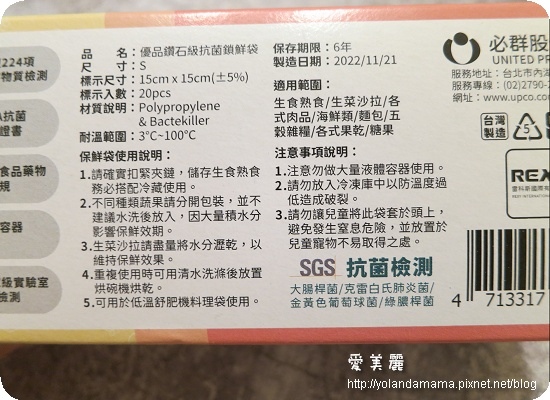 224項
物質檢測
抗菌
證書
食品藥物
規
容器
級實驗室
檢測
品　名：優品鑽石級抗菌鎖鮮袋
尺　寸：S
標示尺寸：15cm x 15cm(±5%)
標示入數：20pcs
材質說明：Polypropylene
& Bactekiller
耐溫範圍：3°C~100°C
保鮮袋使用說明：
1.請確實扣緊夾鏈，儲存生食熟食
務必搭配冷藏使用。
2.不同種類蔬果請分開包裝，並不
建議水洗後放入，因大量積水分
影響保鮮效期。
3.生菜沙拉請盡量將水分瀝乾，以
維持保鮮效果。
4.重複使用時可用清水洗滌後放置
烘碗機烘乾。
5.可用於低溫舒肥機料理袋使用。
保存期限：6年
製造日期：2022/11/21
適用範圍：
生食熟食/生菜沙拉/各
式肉品/海鮮類/麵包/五
穀雜糧/各式果乾/糖果
注意事項說明：
1.注意勿做大量液體容器使用。
2.請勿放入冷凍庫中以防溫度過
低造成破裂。
3.請勿讓兒童將此袋套於頭上，
避免發生窒息危險，並放置於
兒童寵物不易取得之處。
SGS 抗菌檢測
大腸桿菌/克雷白氏肺炎菌/
金黃色葡萄球菌/綠膿桿菌
必群股
UNITED PR
服務地址：台北市內湖
服務專線：(02)2790-
網址：www.upco.com
台灣
製造
5
REX
4 713317
愛美麗
http://yolandamama.pixnet.net/blog